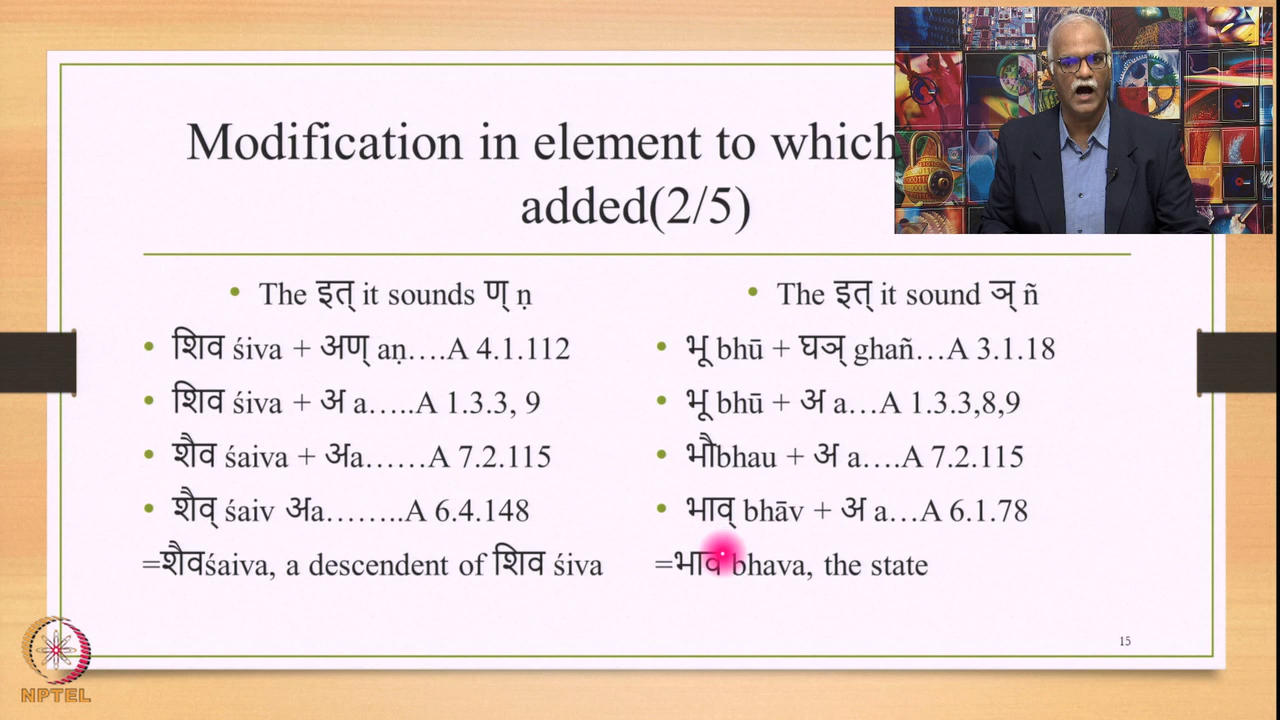 Modification in element to which
added(2/5)
• The इत् it sounds ण् ṇ
• शिव śiva + अण् aṇ….A 4.1.112
• शिव śiva + अ a…..A 1.3.3, 9
• शैव śaiva + अa……A 7.2.115
• शैव् śaiv अa……..A 6.4.148
=शैवśaiva, a descendent of शिव śiva
• The इत् it sound ञ् ñ
• भू bhū + घञ् ghañ…A 3.1.18
• भू bhū + अ a…A 1.3.3,8,9
• भौbhau + अ a….A 7.2.115
• भाव् bhāv + अ a…A 6.1.78
=भाव bhava, the state
15
NPTEL